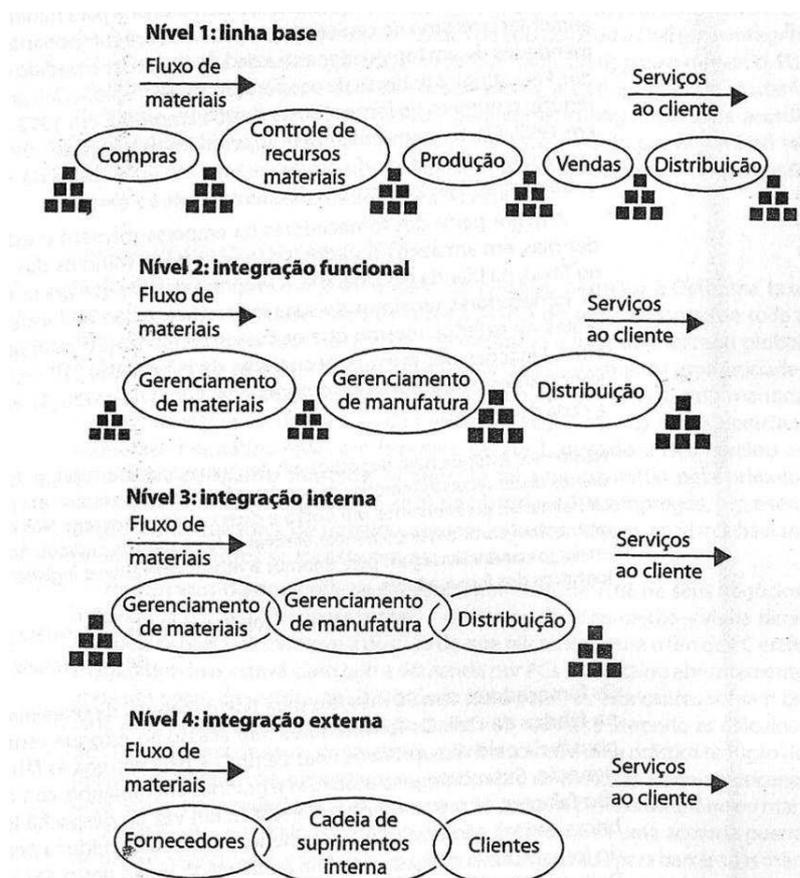 Nível 1: linha base
Fluxo de
materiais
Serviços
ao cliente
Compras
Controle de
recursos
materiais
Produção
Vendas
Distribuição
Nível 2: integração funcional
Fluxo de
materiais
Serviços
ao cliente
Gerenciamento
de materiais
Gerenciamento
de manufatura
Distribuição
Nível 3: integração interna
Fluxo de
materiais
Serviços
ao cliente
Gerenciamento
de materiais
Gerenciamento
de manufatura
Distribuição
Nível 4: integração externa
Fluxo de
materiais
Serviços
ao cliente
Fornecedores
Cadeia de
suprimentos
interna
Clientes